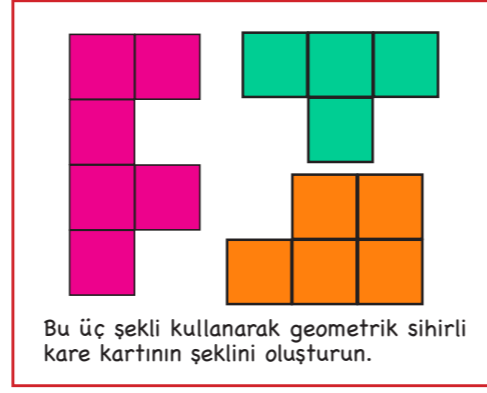 Bu üç şekli kullanarak geometrik sihirli
kare kartının şeklini oluşturun.